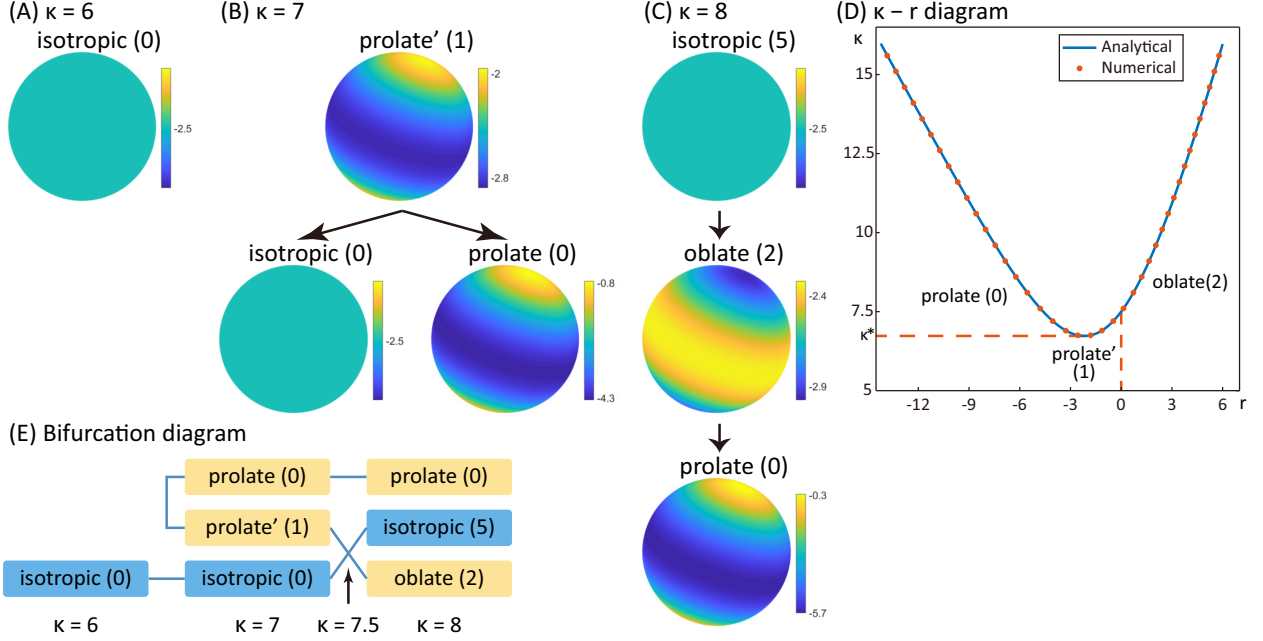 (A) κ = 6
isotropic (0)
-2.5
(B) κ = 7
prolate’ (1)
-2
-2.8
isotropic (0)
-2.5
prolate (0)
-0.8
-4.3
(C) κ = 8
isotropic (5)
-2.5
oblate (2)
-2.4
-2.9
prolate (0)
-0.3
-5.7
(D) κ – r diagram
κ
Analytical
Numerical
15
12.5
10
7.5
κ*
5
prolate (0)
oblate(2)
prolate’
(1)
-12 -9 -6 -3 0 3 6 r
(E) Bifurcation diagram
prolate (0) prolate (0)
prolate’ (1) isotropic (5)
isotropic (0) isotropic (0) oblate (2)
κ = 6 κ = 7 κ = 7.5 κ = 8